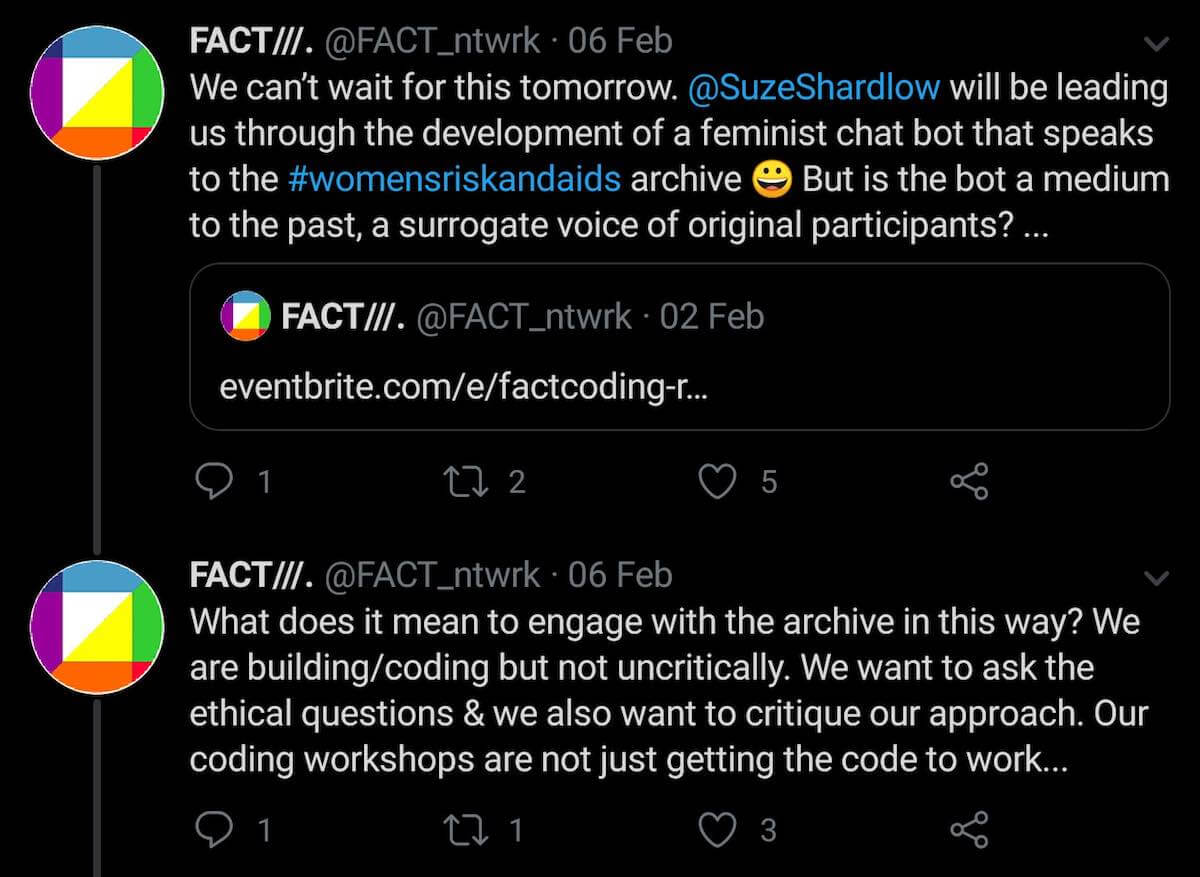 FACT///. @FACT_ntwrk · 06 Feb
We can’t wait for this tomorrow. @SuzeShardlow will be leading
us through the development of a feminist chat bot that speaks
to the #womensriskandaids archive 😀 But is the bot a medium
to the past, a surrogate voice of original participants? ...
FACT///. @FACT_ntwrk · 02 Feb
eventbrite.com/e/factcoding-r...
1 2 5
FACT///. @FACT_ntwrk · 06 Feb
What does it mean to engage with the archive in this way? We
are building/coding but not uncritically. We want to ask the
ethical questions & we also want to critique our approach. Our
coding workshops are not just getting the code to work...
1 1 3